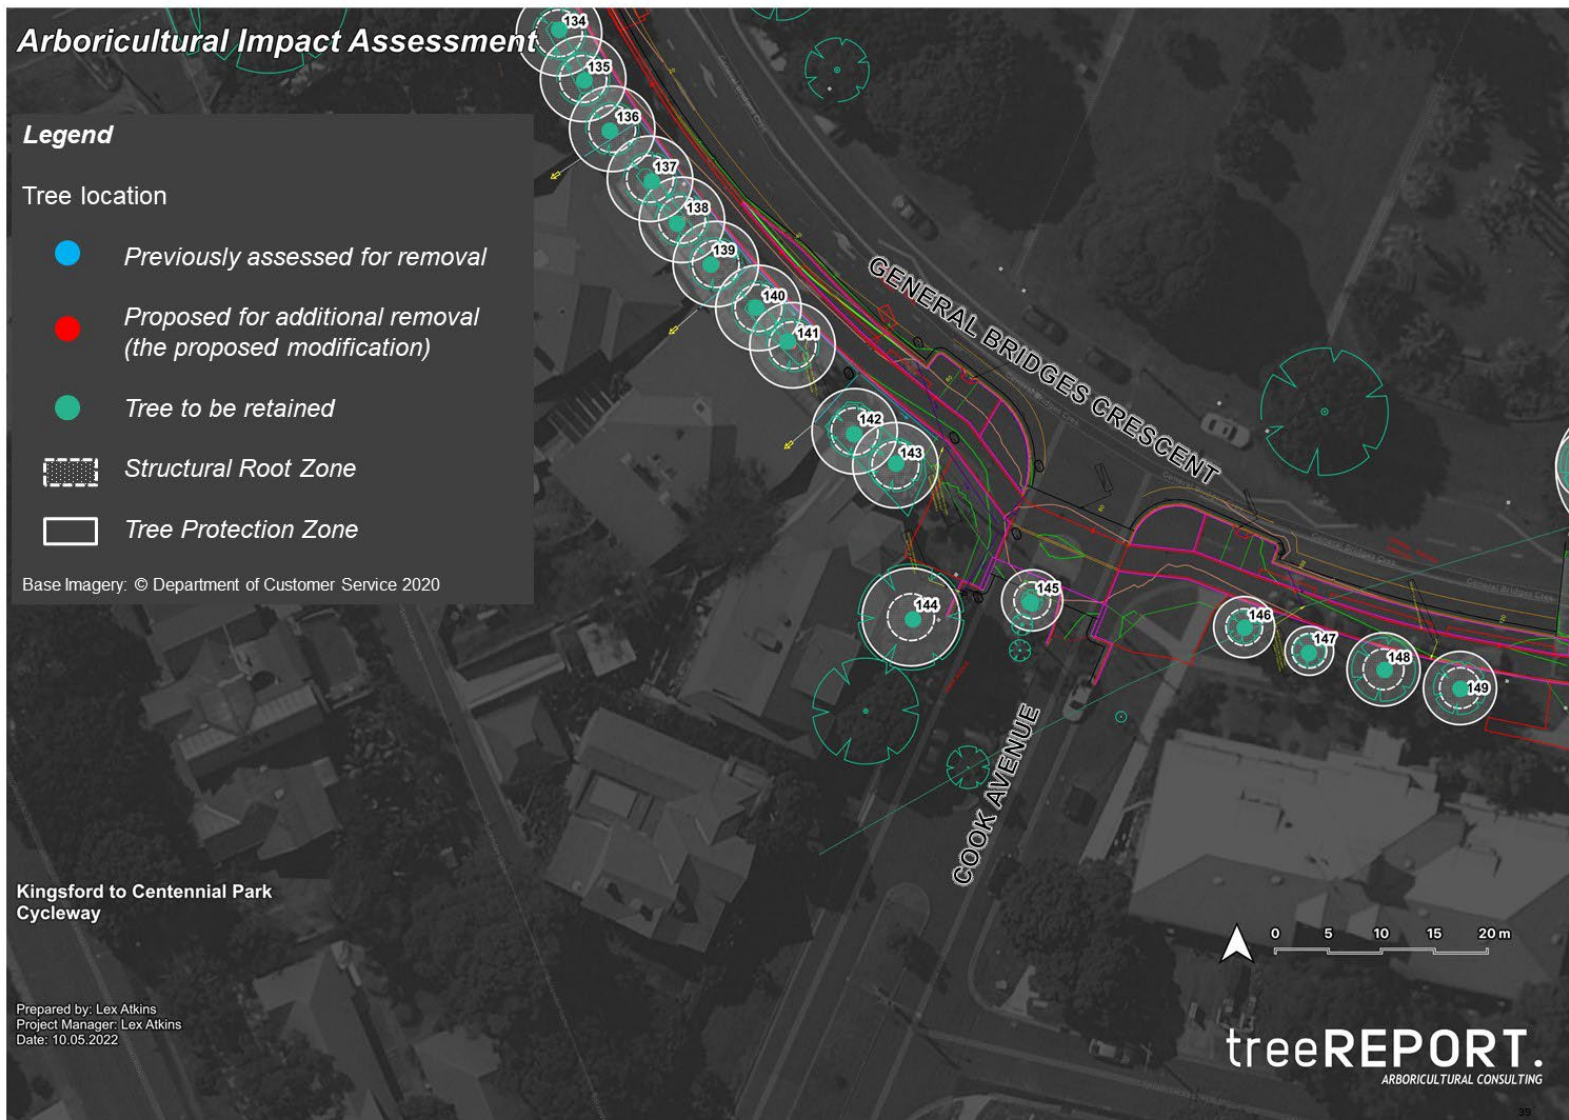 Arboricultural Impact Assessment
Legend
Tree location
Previously assessed for removal
Proposed for additional removal
(the proposed modification)
Tree to be retained
Structural Root Zone
Tree Protection Zone
Base Imagery: © Department of Customer Service 2020
134
135
136
137
138
139
140
141
142
143
144
145
146
147
148
149
GENERAL BRIDGES CRESCENT
COOK AVENUE
Kingsford to Centennial Park
Cycleway
0 5 10 15 20 m
Prepared by: Lex Atkins
Project Manager: Lex Atkins
Date: 10.05.2022
treeREPORT.
ARBORICULTURAL CONSULTING
39